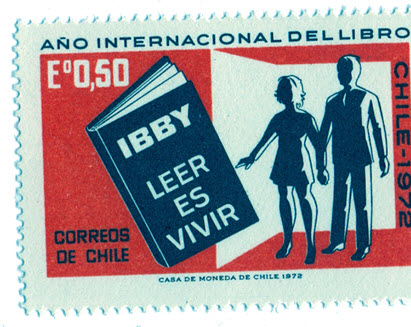 AÑO INTERNACIONAL DEL LIBRO
Eº0,50
IBBY
LEER
ES
VIVIR
CHILE-1972
CORREOS
DE CHILE
CASA DE MONEDA DE CHILE 1972